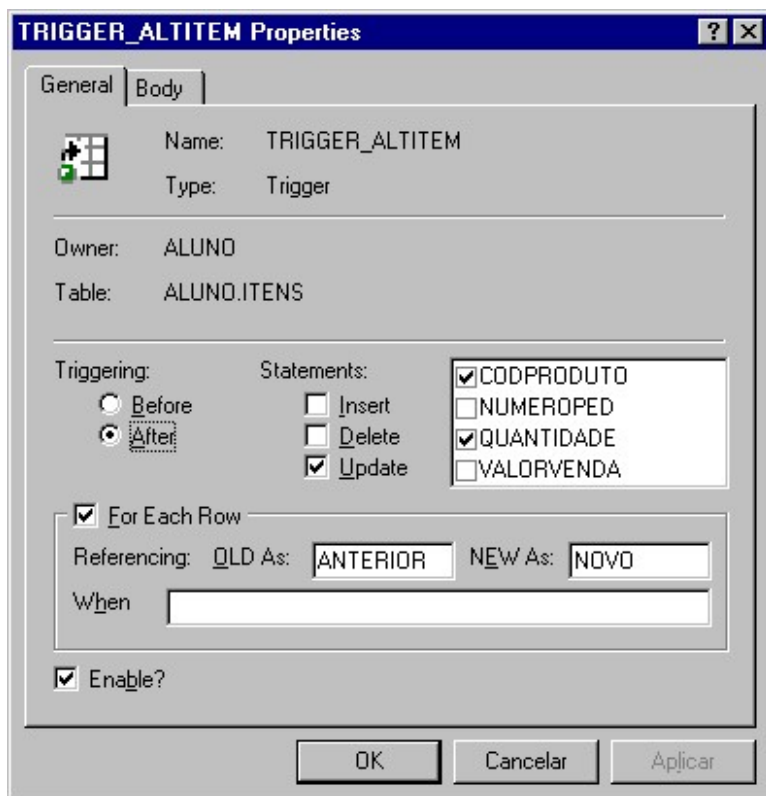 TRIGGER_ALTITEM Properties
General Body
Name: TRIGGER_ALTITEM
Type: Trigger
Owner: ALUNO
Table: ALUNO.ITENS
Triggering: Statements:
Before Insert
After Delete
Update
CODPRODUTO
NUMEROPED
QUANTIDADE
VALORVENDA
For Each Row
Referencing: OLD As: ANTERIOR NEW As: NOVO
When
Enable?
OK Cancelar Aplicar